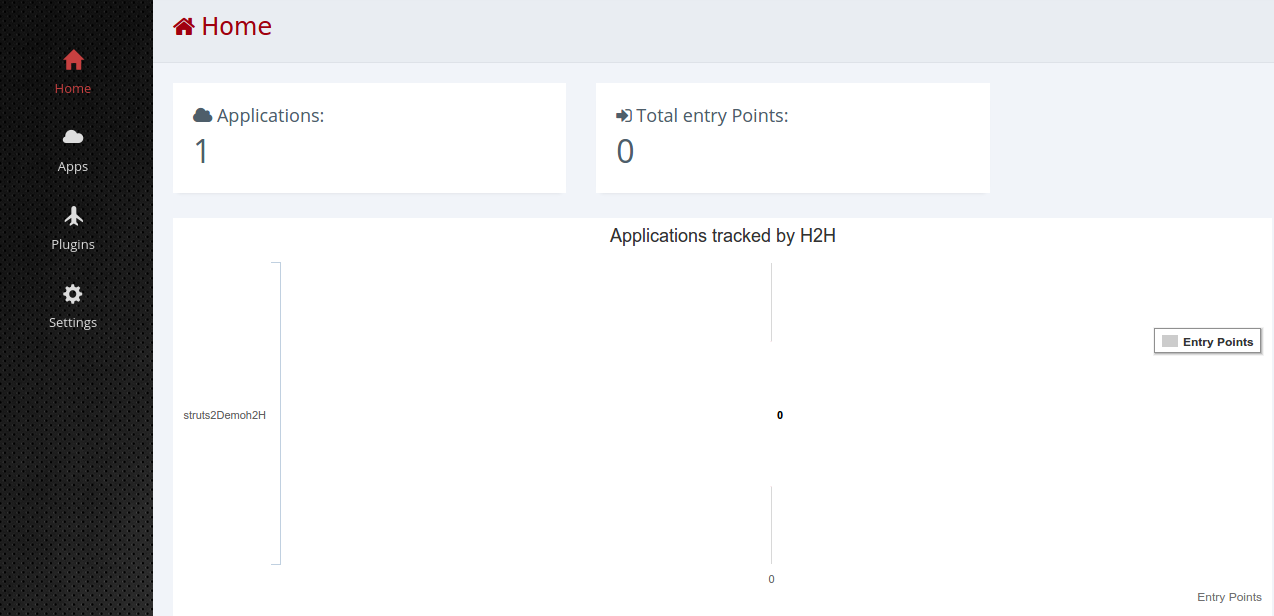 Home
Home
Apps
Plugins
Settings
Applications:
1
Total entry Points:
0
Applications tracked by H2H
Entry Points
struts2Demoh2H
0
0
Entry Points